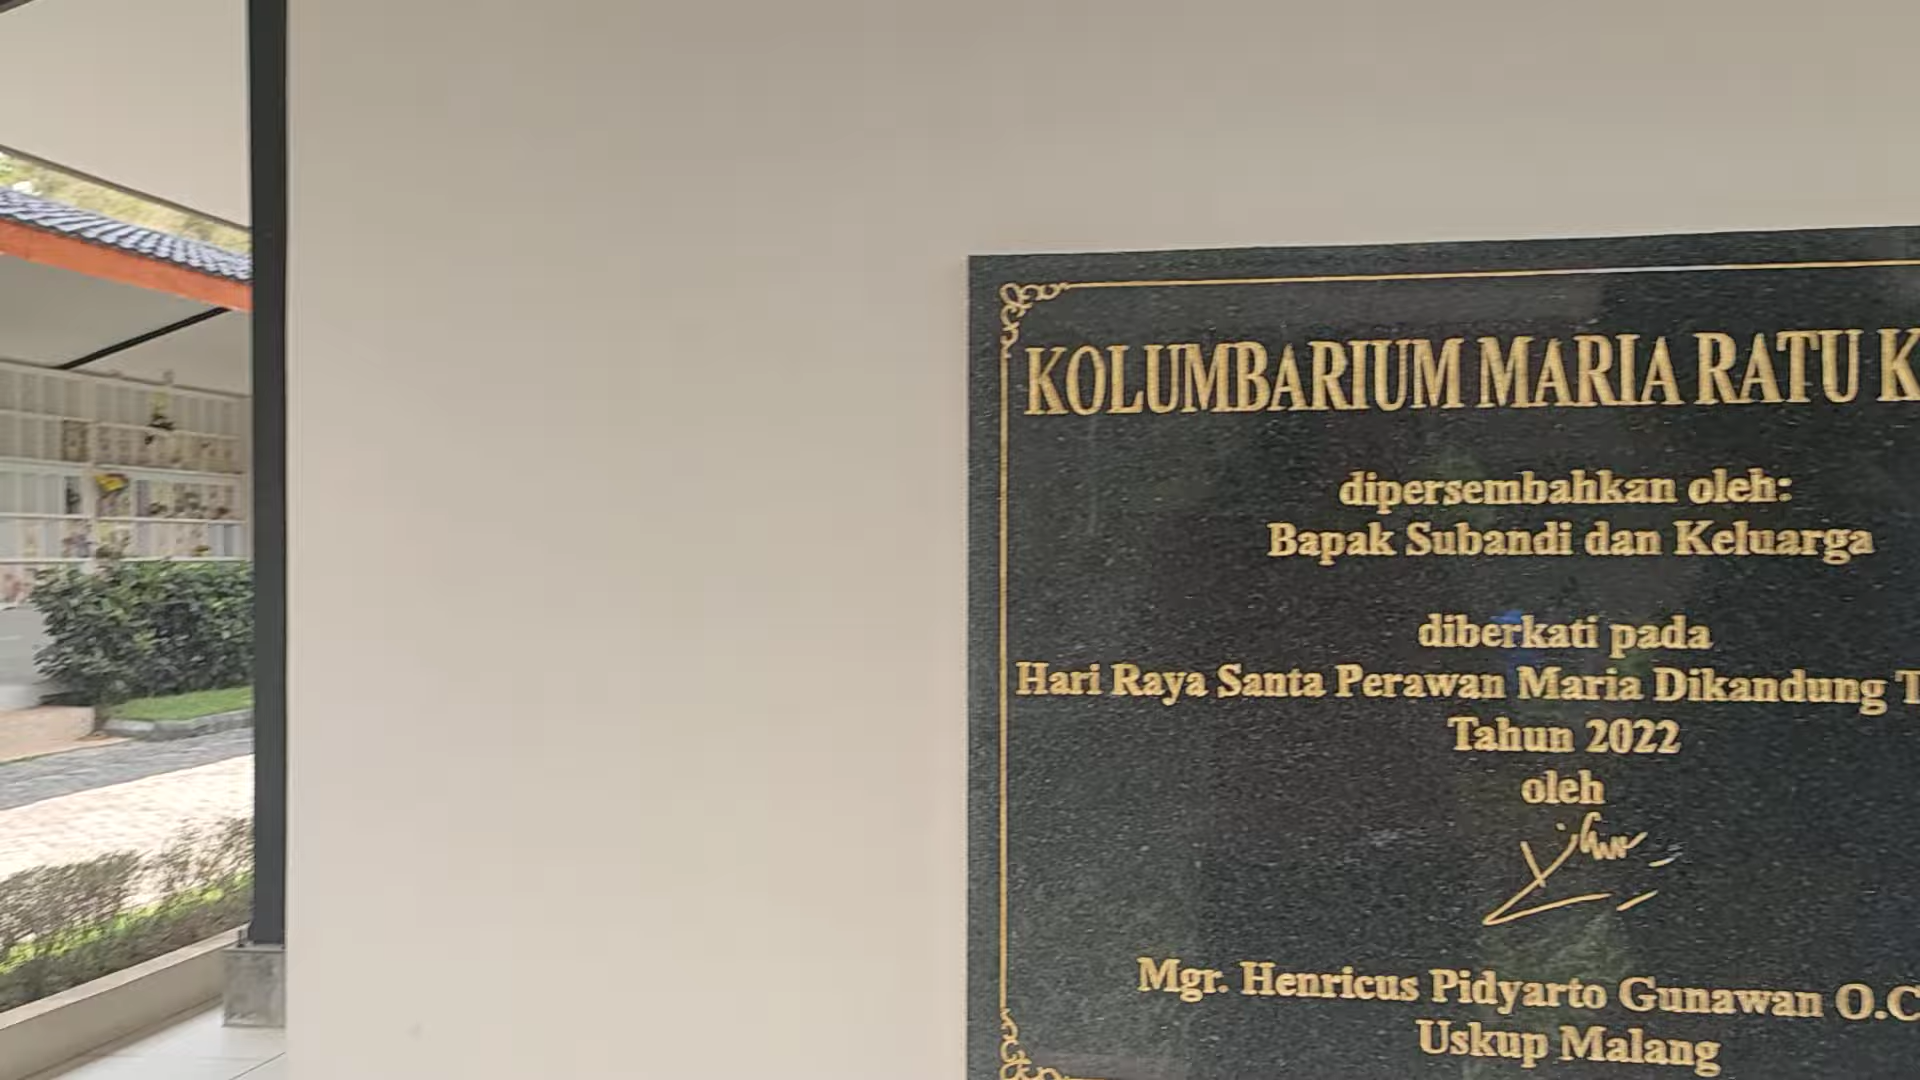 KOLUMBARIUM MARIA RATU
dipersembahkan oleh:
Bapak Subandi dan Keluarga
diberkati pada
Hari Raya Santa Perawan Maria Dikandung
Tahun 2022
oleh
Mgr. Henricus Pidyarto Gunawan O.C
Uskup Malang